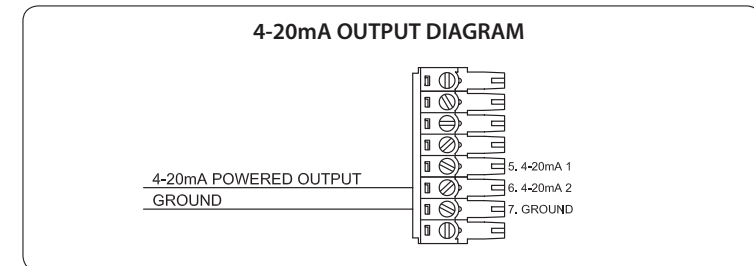 4-20mA OUTPUT DIAGRAM
5. 4-20mA 1
4-20mA POWERED OUTPUT
6. 4-20mA 2
GROUND
7. GROUND